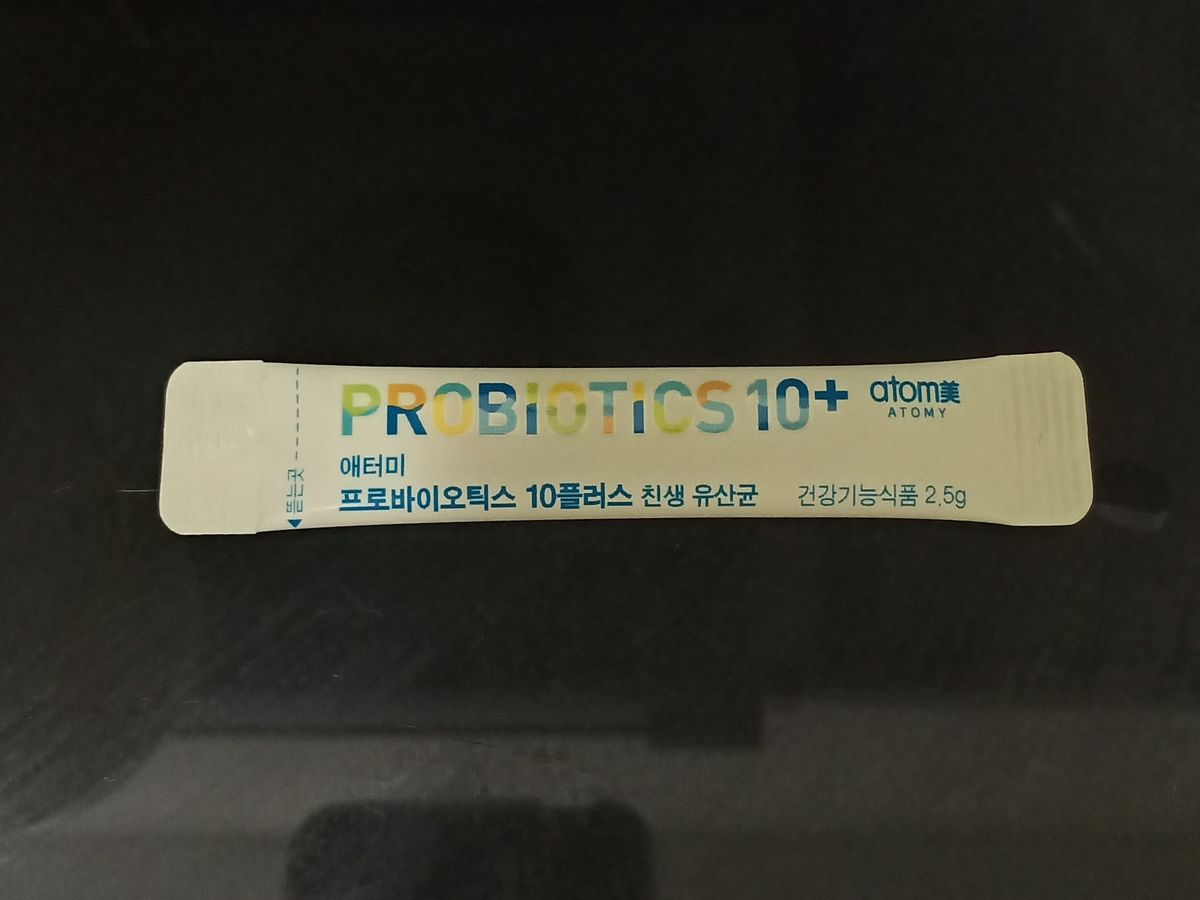 PROBIOTICS 10+
atom美
ATOMY
애터미
프로바이오틱스 10플러스 친생 유산균
건강기능식품 2.5g
뜯는곳